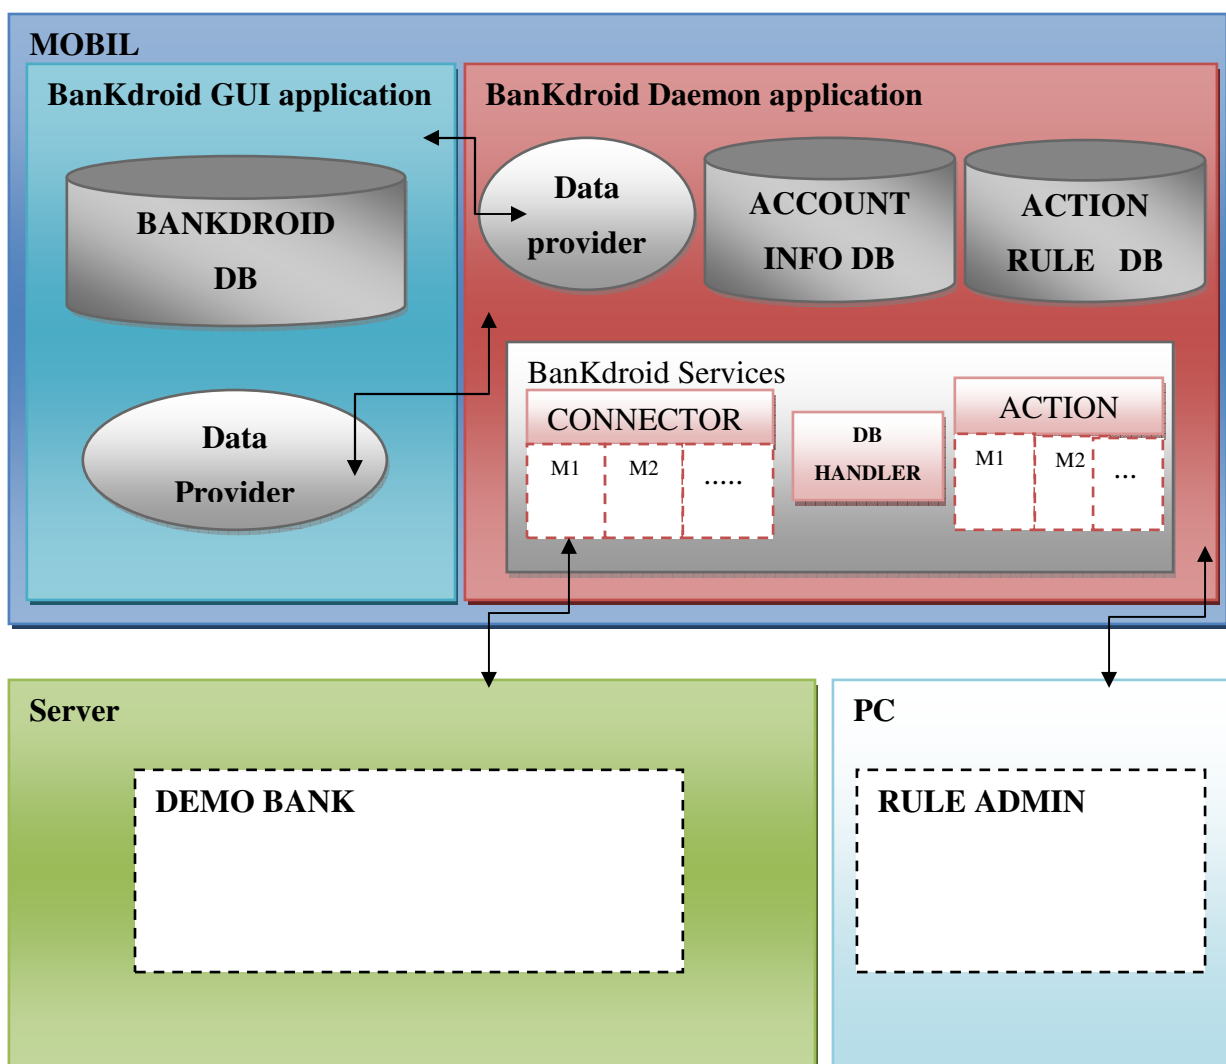 MOBIL
BanKdroid GUI application
BANKDROID
DB
Data
Provider
BanKdroid Daemon application
Data
provider
ACCOUNT
INFO DB
ACTION
RULE DB
BanKdroid Services
CONNECTOR
M1 M2 .....
DB
HANDLER
ACTION
M1 M2 ...
Server
DEMO BANK
PC
RULE ADMIN